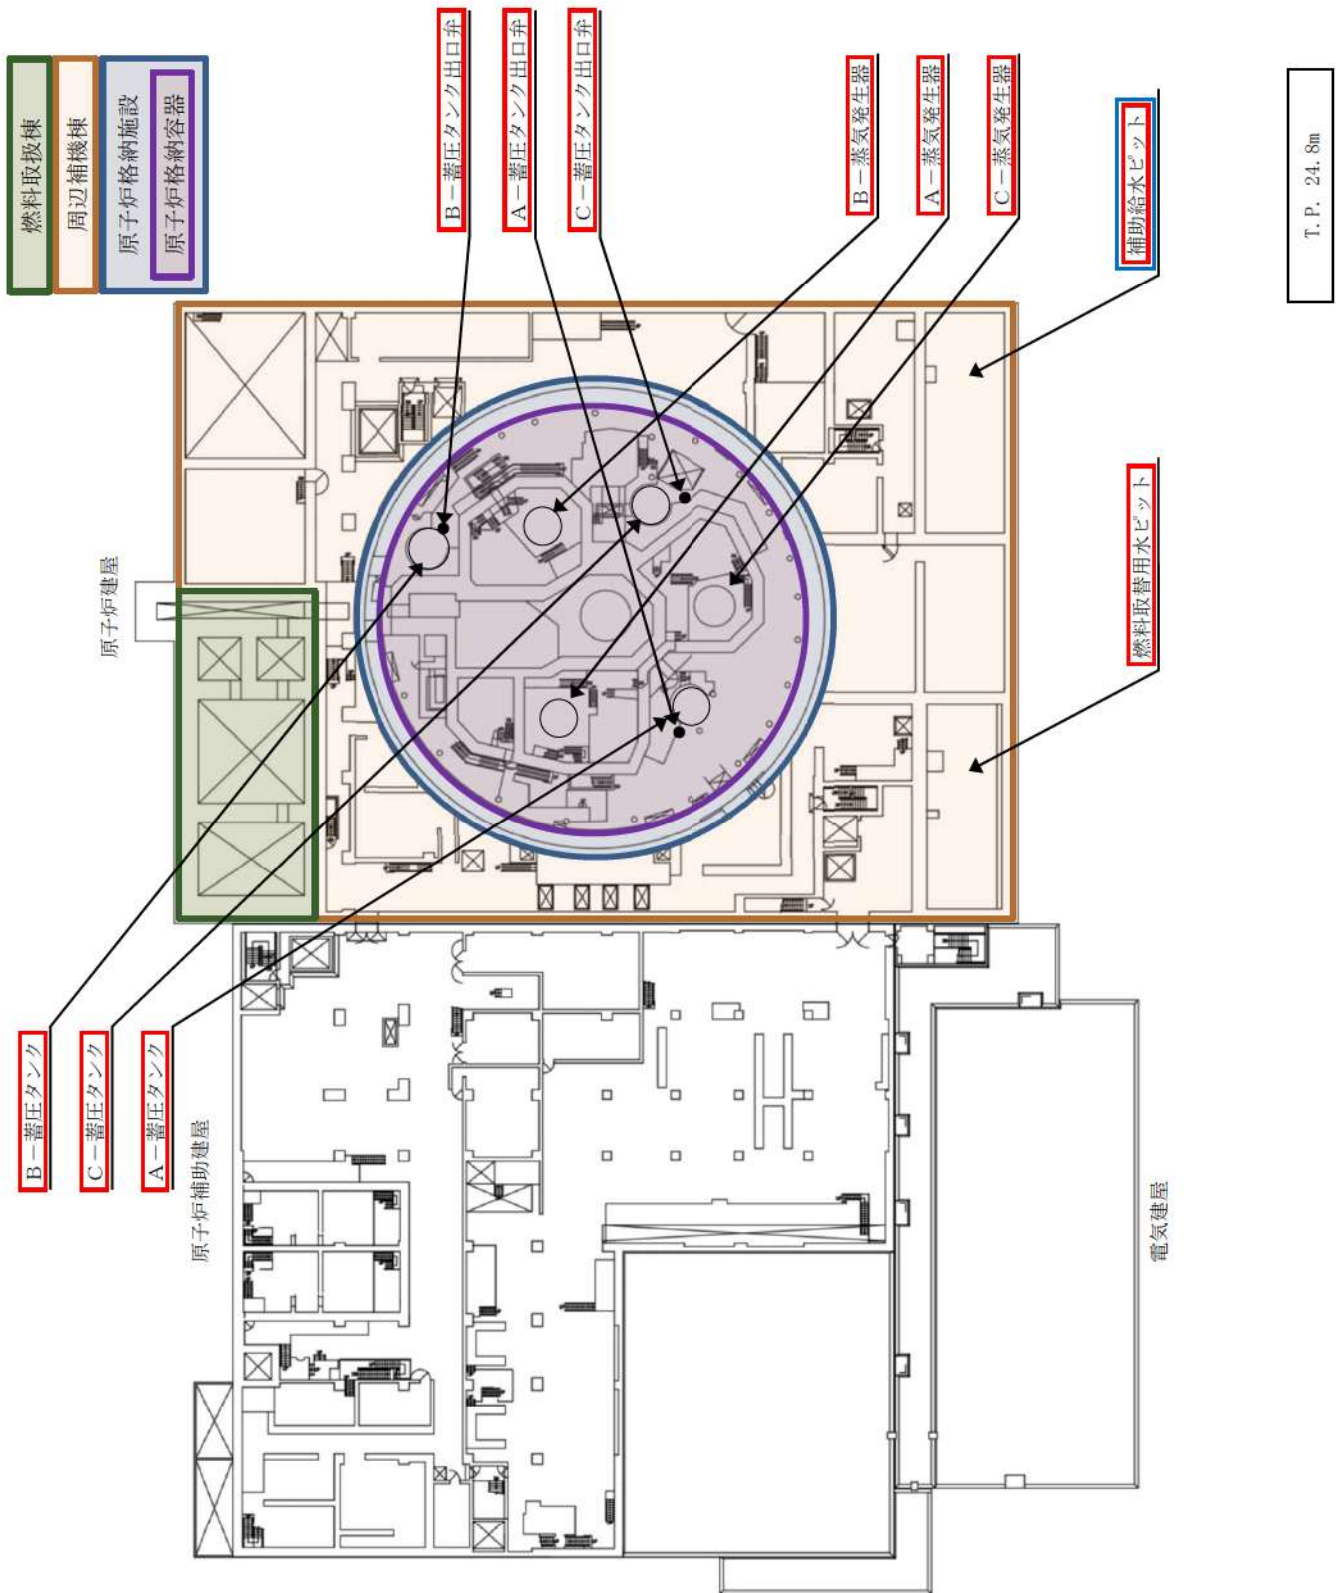 燃料取扱棟
周辺補機棟
原子炉格納施設
原子炉格納容器
B-蓄圧タンク出口弁
A-蓄圧タンク出口弁
C-蓄圧タンク出口弁
B-蒸気発生器
A-蒸気発生器
C-蒸気発生器
補助給水ピット
燃料取替用水ピット
原子炉建屋
B-蓄圧タンク
C-蓄圧タンク
A-蓄圧タンク
原子炉補助建屋
電気建屋
T.P. 24.8m